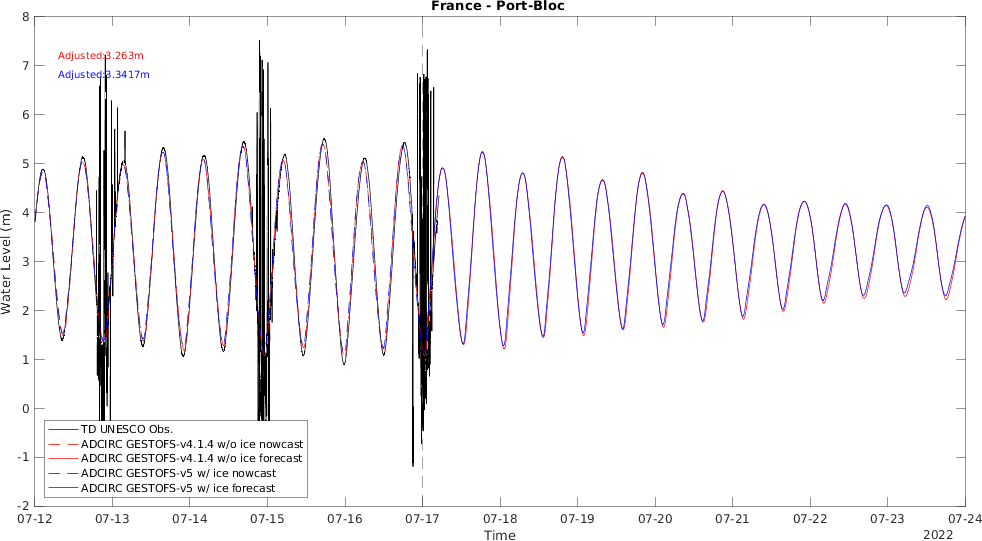 France - Port-Bloc
Adjusted:3.263m
Adjusted:3.3417m
8
7
6
5
4
3
2
1
0
-1
-2
Water Level (m)
TD UNESCO Obs.
ADCIRC GESTOFS-v4.1.4 w/o ice nowcast
ADCIRC GESTOFS-v4.1.4 w/o ice forecast
ADCIRC GESTOFS-v5 w/ ice nowcast
ADCIRC GESTOFS-v5 w/ ice forecast
07-12 07-13 07-14 07-15 07-16 07-17 07-18 07-19 07-20 07-21 07-22 07-23 07-24
Time
2022